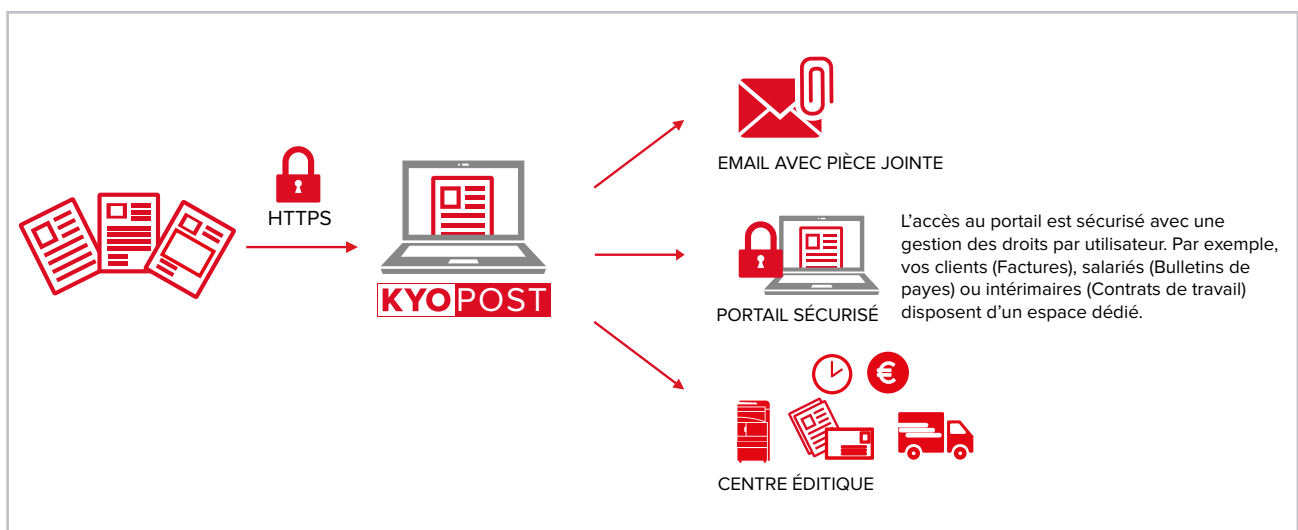 HTTPS
KYOPOST
EMAIL AVEC PIÈCE JOINTE
PORTAIL SÉCURISÉ
L'accès au portail est sécurisé avec une
gestion des droits par utilisateur. Par exemple,
vos clients (Factures), salariés (Bulletins de
payes) ou intérimaires (Contrats de travail)
disposent d'un espace dédié.
€
CENTRE ÉDITIQUE